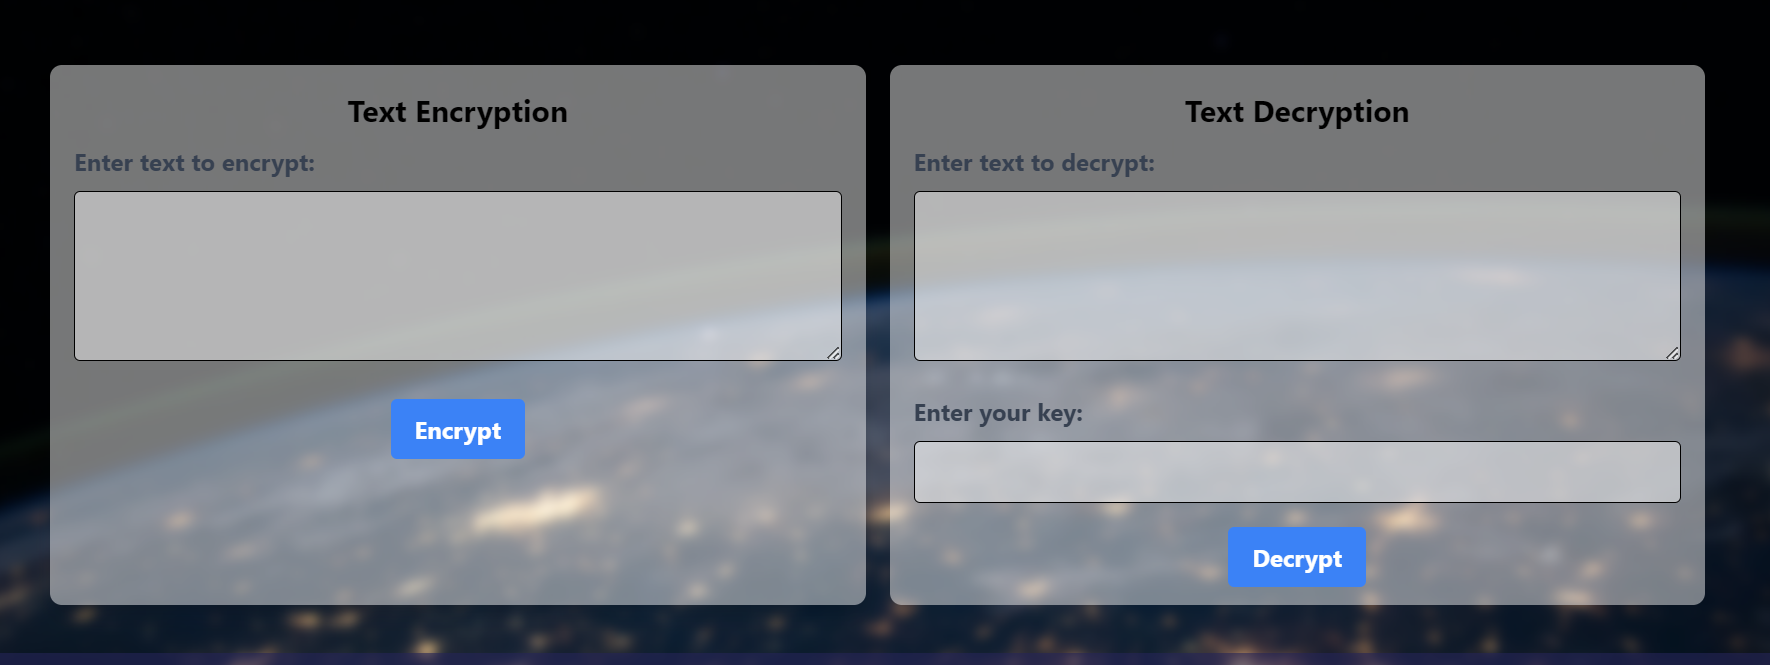 Text Encryption
Enter text to encrypt:
Encrypt
Text Decryption
Enter text to decrypt:
Enter your key:
Decrypt